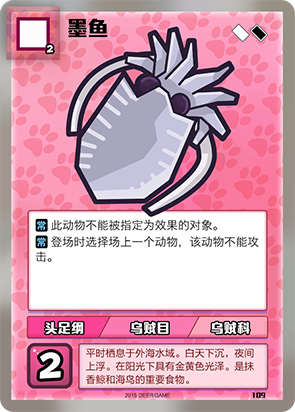 2
墨鱼
常 此动物不能被指定为效果的对象。
常 登场时选择场上一个动物，该动物不能攻
击。
头足纲 乌贼目 乌贼科
2
平时栖息于外海水域。白天下沉，夜间
上浮。在阳光下具有金黄色光泽。是抹
香鲸和海鸟的重要食物。
2015 DEER GAME
109